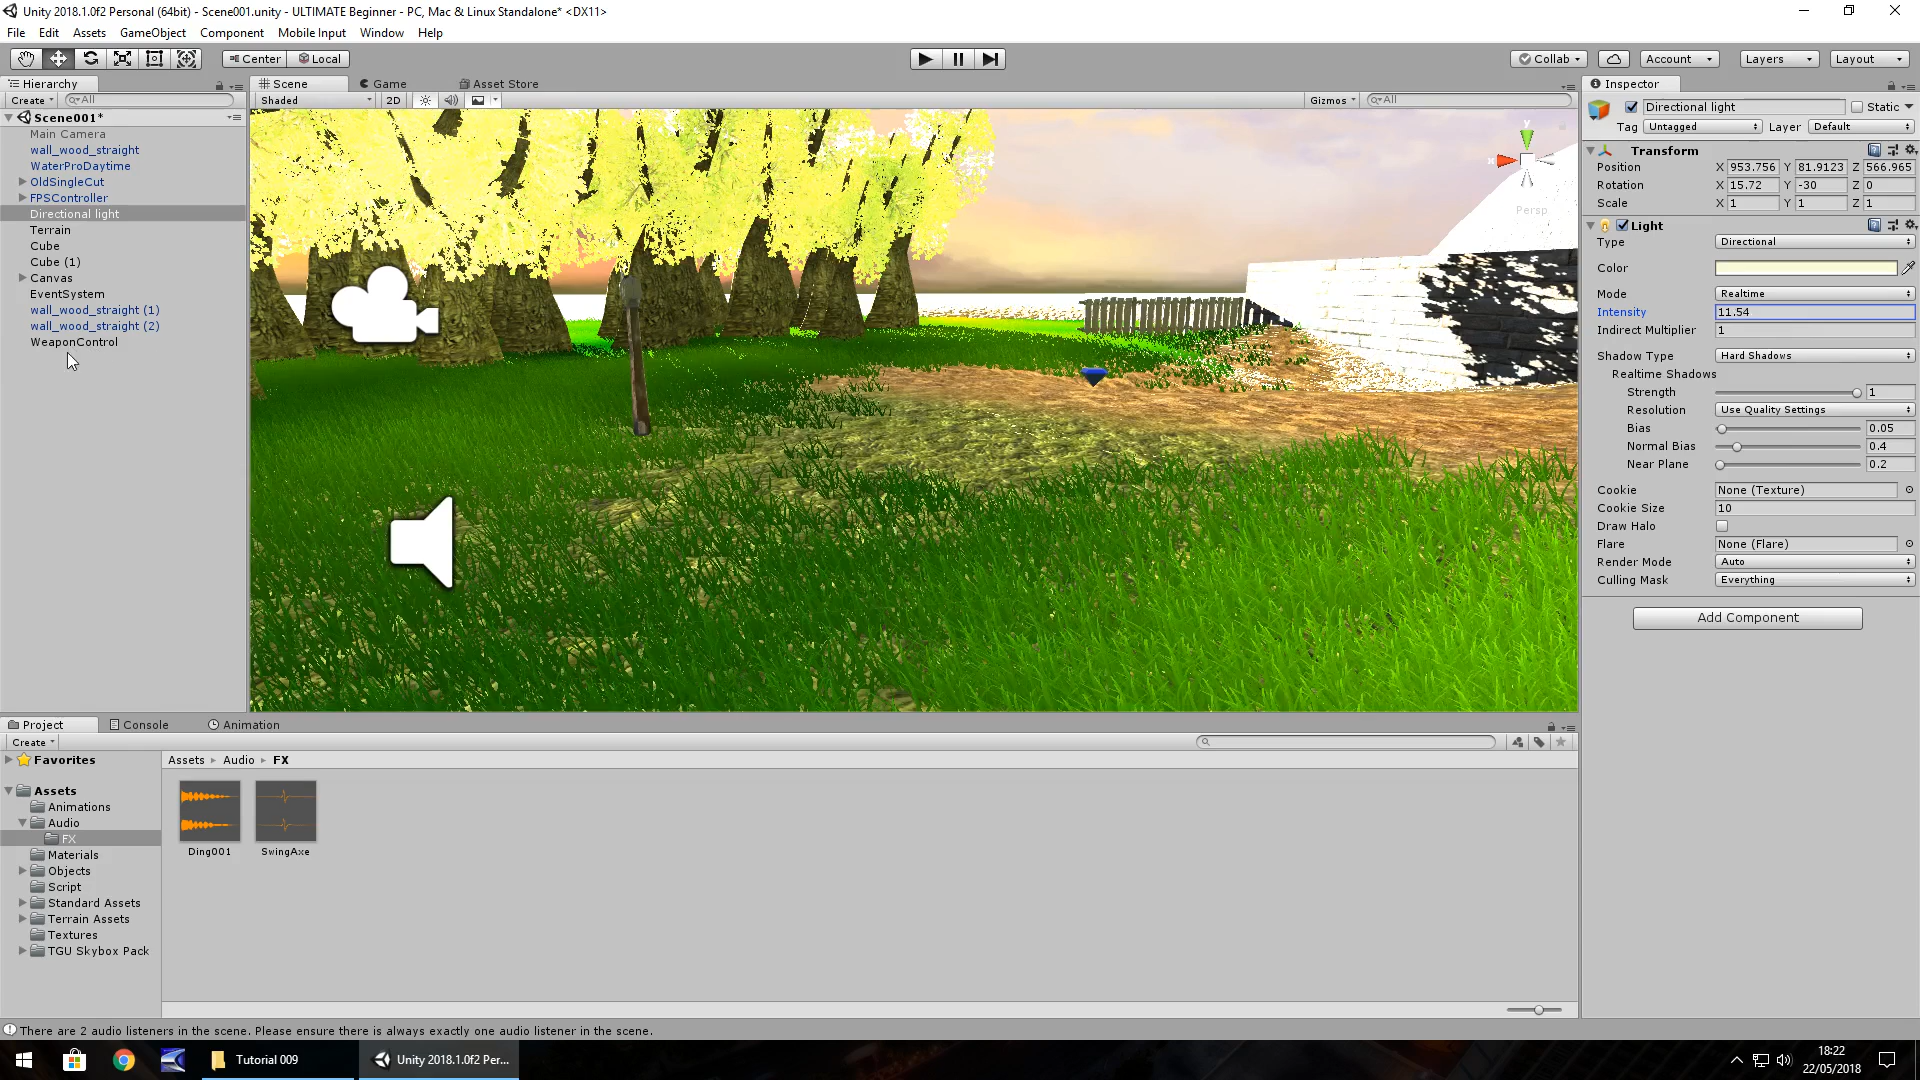 Unity 2018.1.0f2 Personal (64bit) - Scene001.unity - ULTIMATE Beginner - PC, Mac & Linux Standalone* <DX11>
File Edit Assets GameObject Component Mobile Input Window Help
Center Local Collab Account Layers Layout
Hierarchy Scene Game Asset Store Inspector
Create All Shaded 2D Gizmos All
Directional light Static
Tag Untagged Layer Default
Scene001*
Main Camera
wall_wood_straight
WaterProDaytime
OldSingleCut
FPSController
Directional light
Terrain
Cube
Cube (1)
Canvas
EventSystem
wall_wood_straight (1)
wall_wood_straight (2)
WeaponControl
y
x
Persp
Transform
Position X 953.756 Y 81.9123 Z 566.965
Rotation X 15.72 Y -30 Z 0
Scale X 1 Y 1 Z 1
Light
Type Directional
Color
Mode Realtime
Intensity 11.54
Indirect Multiplier 1
Shadow Type Hard Shadows
Realtime Shadows
Strength 1
Resolution Use Quality Settings
Bias 0.05
Normal Bias 0.4
Near Plane 0.2
Cookie None (Texture)
Cookie Size 10
Draw Halo
Flare None (Flare)
Render Mode Auto
Culling Mask Everything
Add Component
Project Console Animation
Create
Favorites
Assets
Animations
Audio
FX
Materials
Objects
Script
Standard Assets
Terrain Assets
Textures
TGU Skybox Pack
Assets Audio FX
Ding001 SwingAxe
There are 2 audio listeners in the scene. Please ensure there is always exactly one audio listener in the scene.
Tutorial 009 Unity 2018.1.0f2 Per...
18:22
22/05/2018